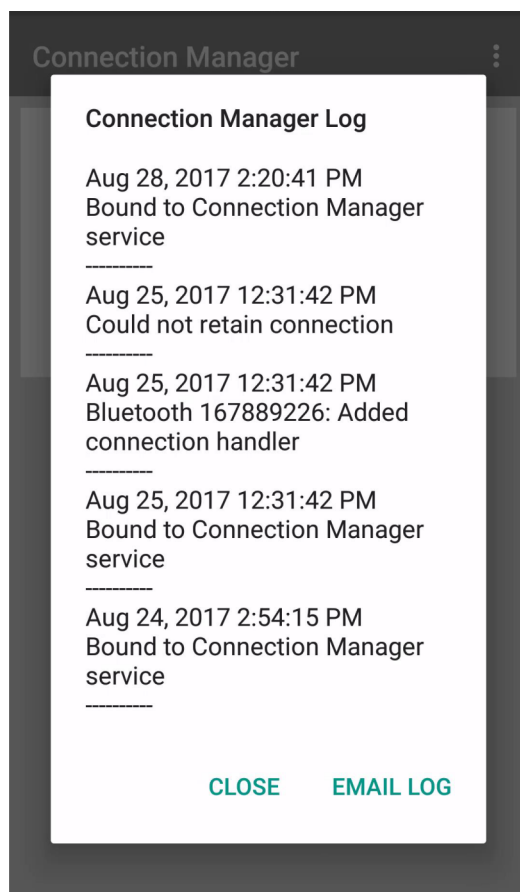 Connection Manager
Connection Manager Log
Aug 28, 2017 2:20:41 PM
Bound to Connection Manager
service
----------
Aug 25, 2017 12:31:42 PM
Could not retain connection
----------
Aug 25, 2017 12:31:42 PM
Bluetooth 167889226: Added
connection handler
----------
Aug 25, 2017 12:31:42 PM
Bound to Connection Manager
service
----------
Aug 24, 2017 2:54:15 PM
Bound to Connection Manager
service
----------
CLOSE EMAIL LOG